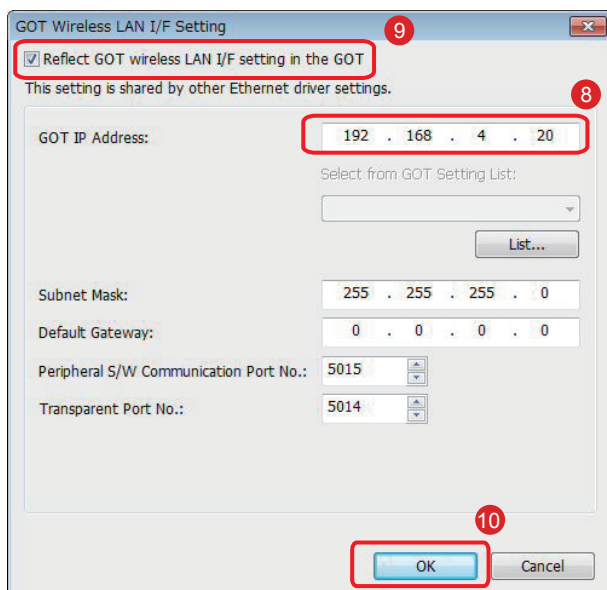 GOT Wireless LAN I/F Setting
9
Reflect GOT wireless LAN I/F setting in the GOT
This setting is shared by other Ethernet driver settings.
8
GOT IP Address: 192 . 168 . 4 . 20
Select from GOT Setting List:
List...
Subnet Mask: 255 . 255 . 255 . 0
Default Gateway: 0 . 0 . 0 . 0
Peripheral S/W Communication Port No.: 5015
Transparent Port No.: 5014
10
OK Cancel